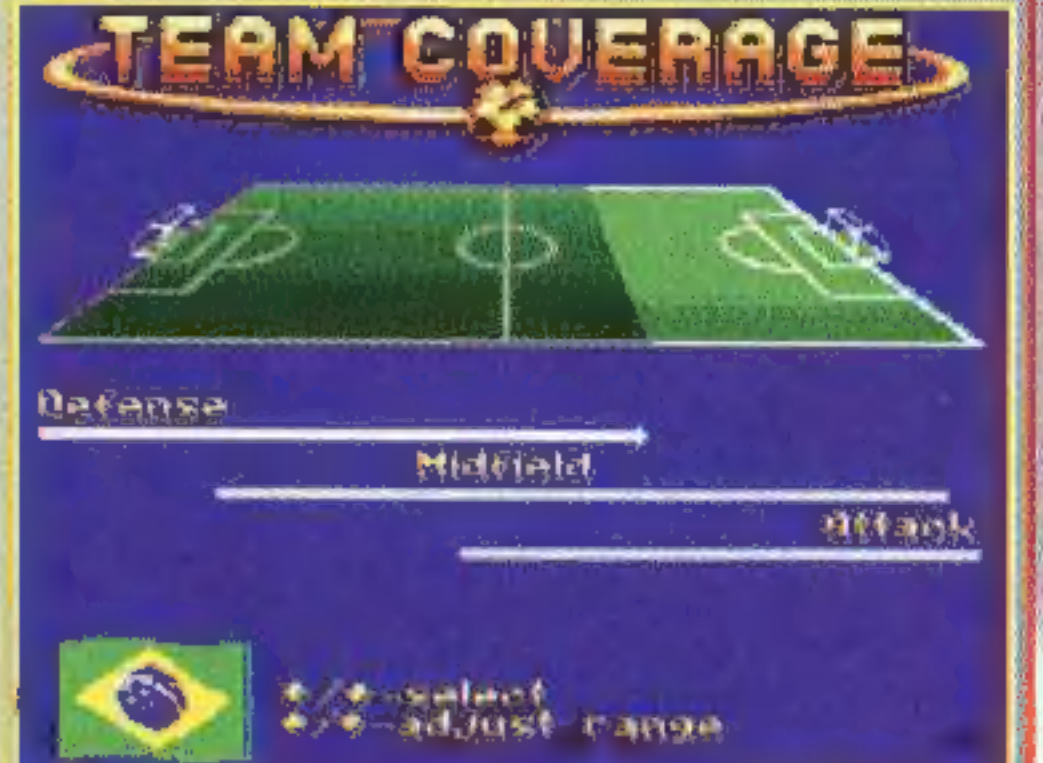 TEAM COVERAGE
Defense
Midfield
Attack
select
adjust range